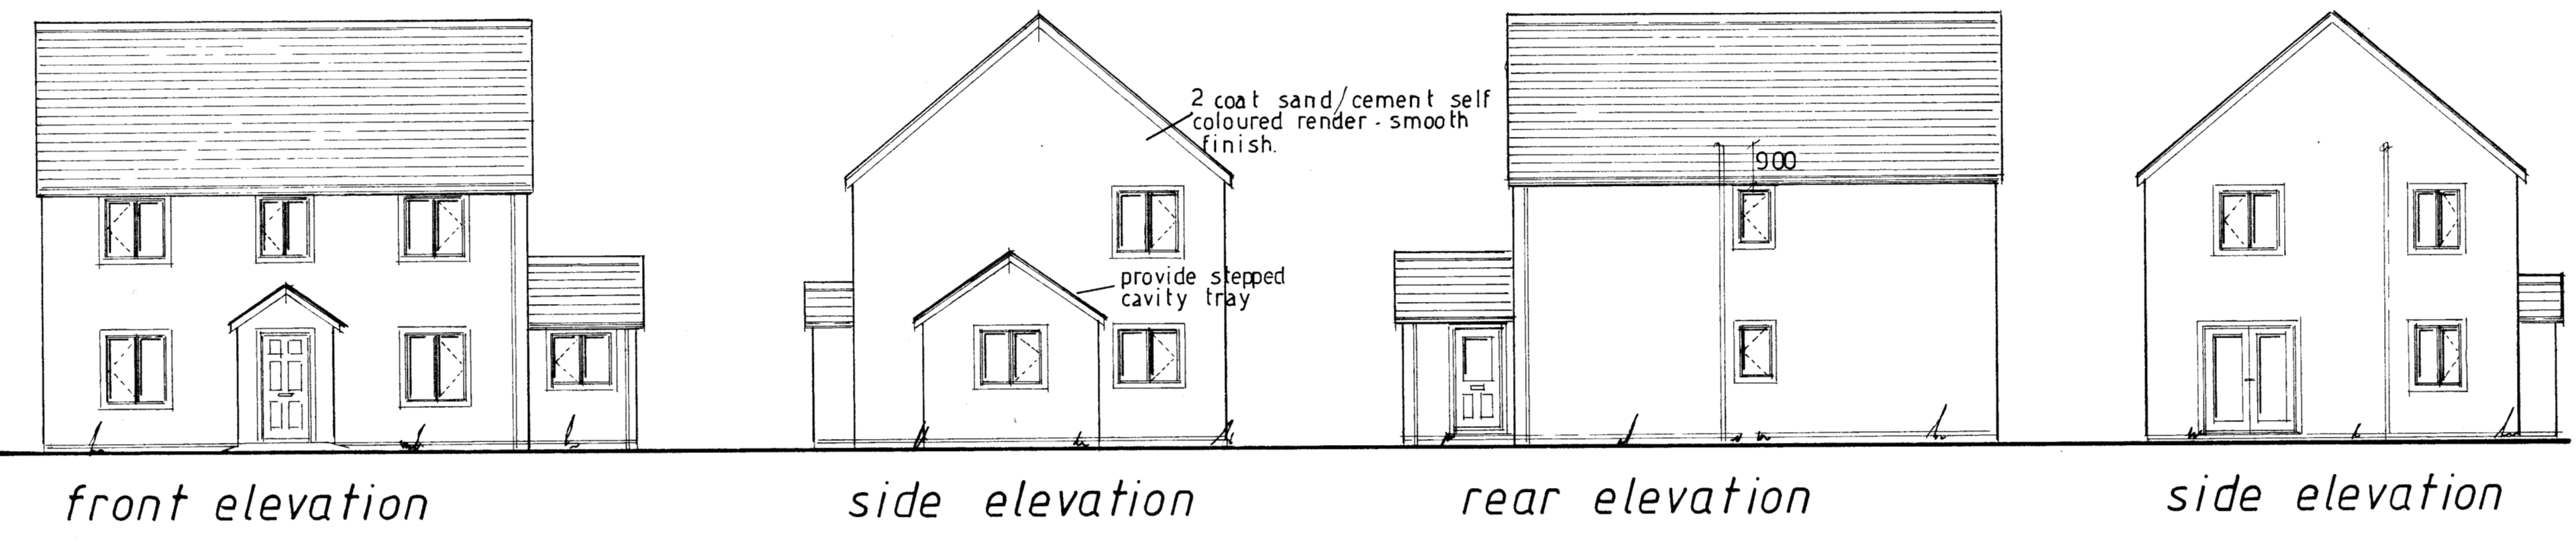 2 coat sand/cement self
coloured render - smooth
finish.
provide stepped
cavity tray
900
front elevation
side elevation
rear elevation
side elevation